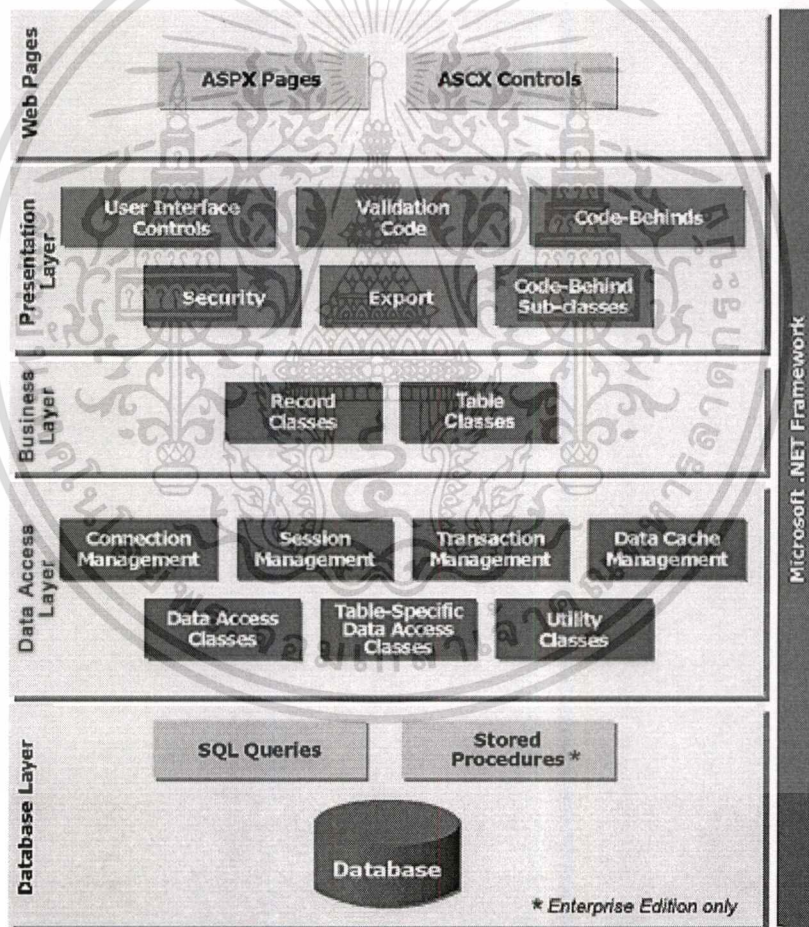 Web Pages
ASPX Pages
ASCX Controls
Presentation
Layer
User Interface
Controls
Validation
Code
Code-Behinds
Security
Export
Code-Behind
Sub-classes
Business
Layer
Record
Classes
Table
Classes
Data Access
Layer
Connection
Management
Session
Management
Transaction
Management
Data Cache
Management
Data Access
Classes
Table-Specific
Data Access
Classes
Utility
Classes
Database Layer
SQL Queries
Stored
Procedures *
Database
* Enterprise Edition only
Microsoft .NET Framework